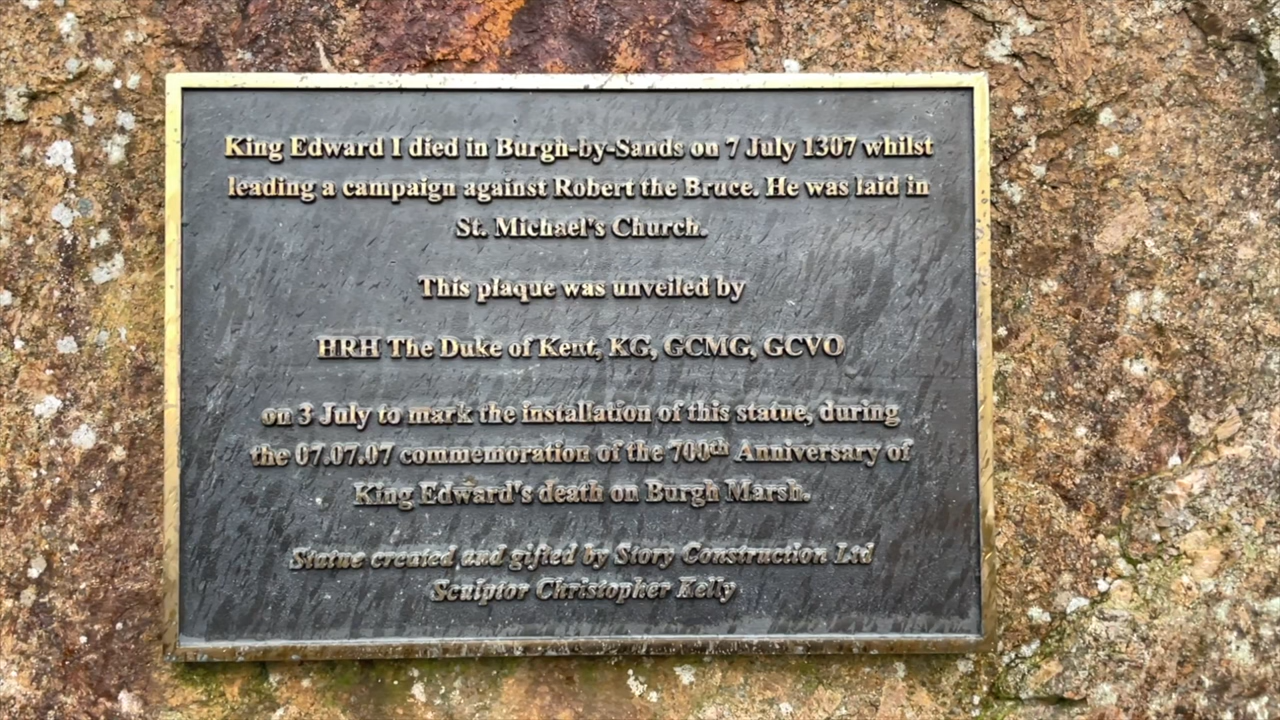 King Edward I died in Burgh-by-Sands on 7 July 1307 whilst
leading a campaign against Robert the Bruce. He was laid in
St. Michael's Church.
This plaque was unveiled by
HRH The Duke of Kent, KG, GCMG, GCVO
on 3 July to mark the installation of this statue, during
the 07.07.07 commemoration of the 700th Anniversary of
King Edward's death on Burgh Marsh.
Statue created and gifted by Story Construction Ltd
Sculptor Christopher Kelly